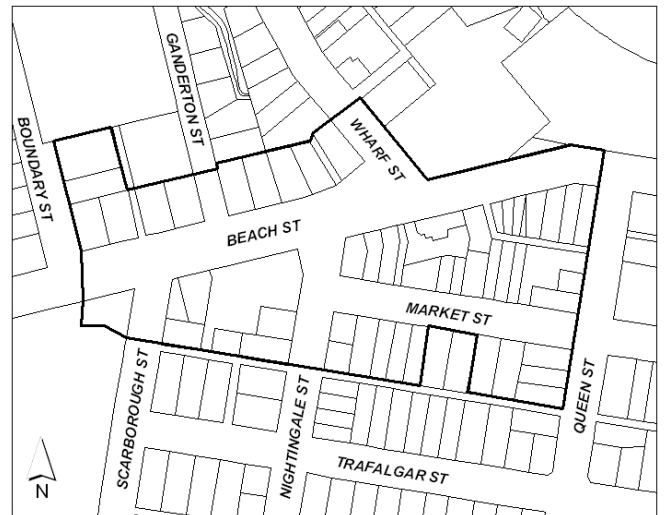 GANDERTON ST
BOUNDARY ST
WHARF ST
BEACH ST
MARKET ST
QUEEN ST
SCARBOROUGH ST
NIGHTINGALE ST
TRAFALGAR ST
N